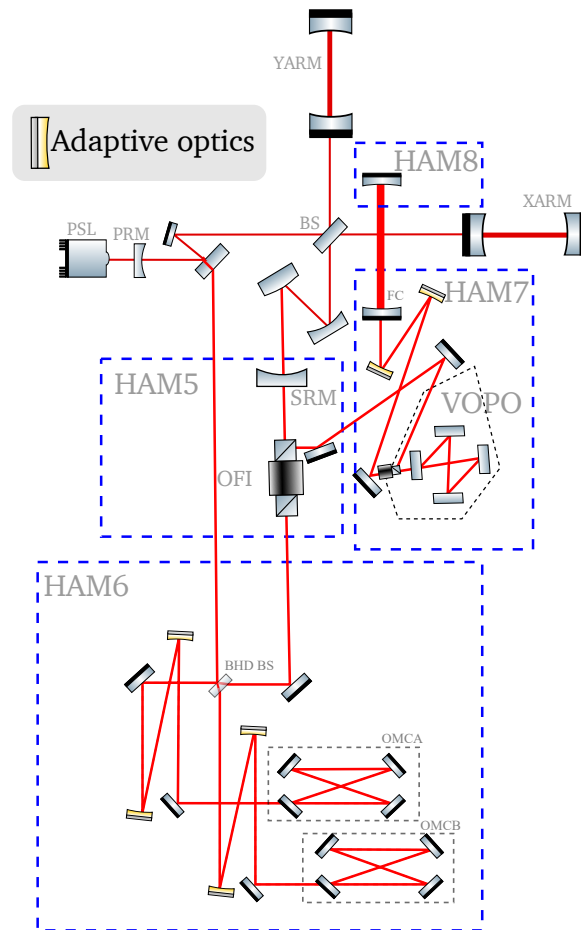 YARM
Adaptive optics
HAM8
XARM
PSL
PRM
BS
FC
HAM7
HAM5
SRM
VOPO
OFI
HAM6
BHD BS
OMCA
OMCB